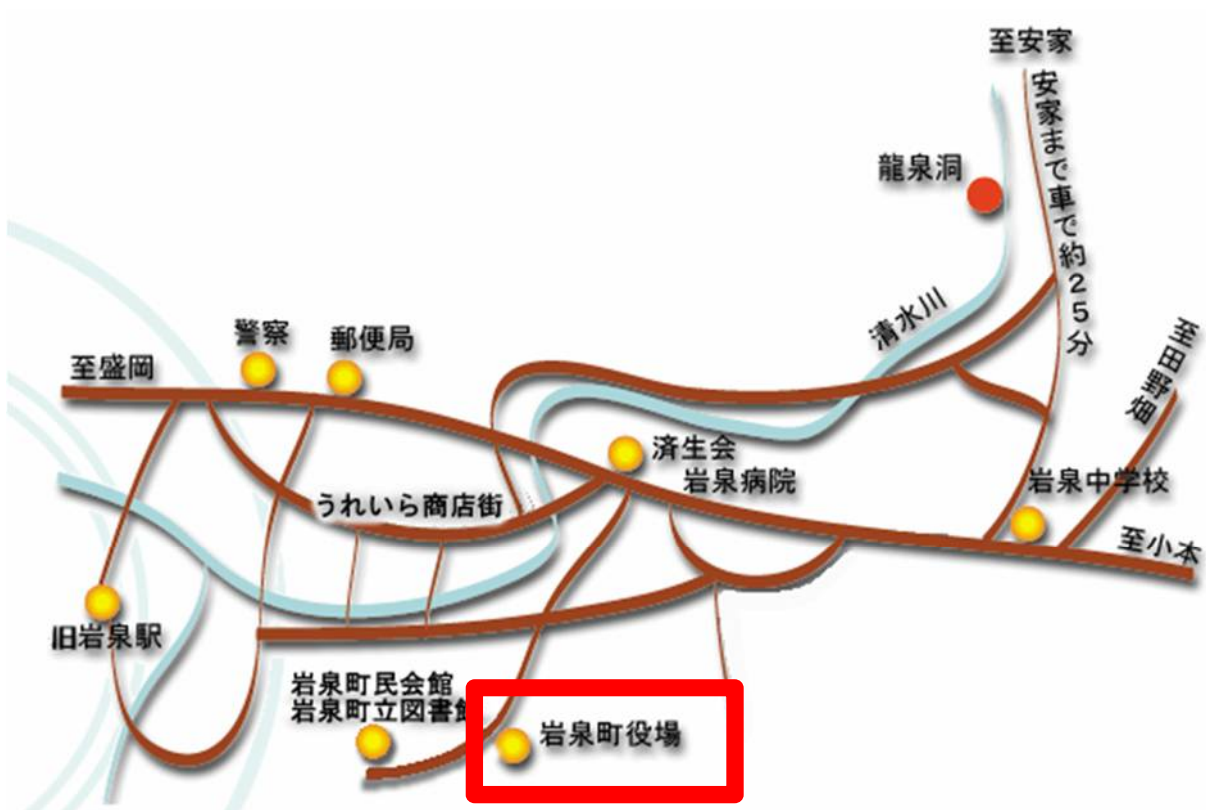 至安家
安家まで車で約25分
龍泉洞
清水川
至田野畑
警察
郵便局
至盛岡
済生会
岩泉病院
岩泉中学校
うれいら商店街
至小本
旧岩泉駅
岩泉町民会館
岩泉町立図書館
岩泉町役場